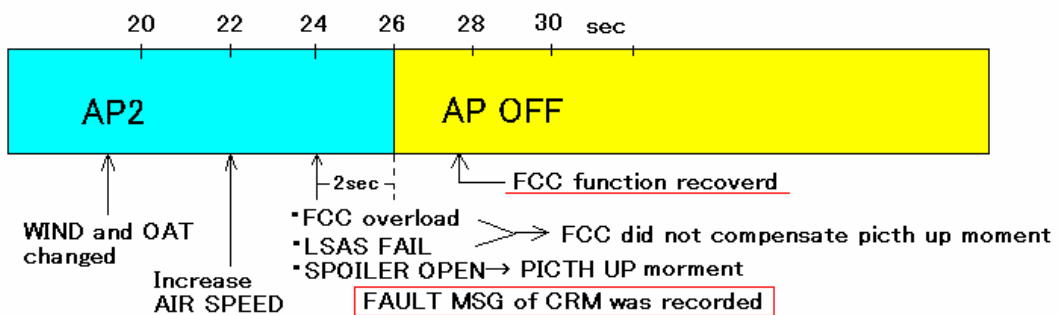 20 22 24 26 28 30 sec
AP2 AP OFF
2sec
FCC function recoverd
WIND and OAT
changed
Increase
AIR SPEED
▪FCC overload
▪LSAS FAIL
FCC did not compensate picth up moment
▪SPOILER OPEN→ PICTH UP morment
FAULT MSG of CRM was recorded